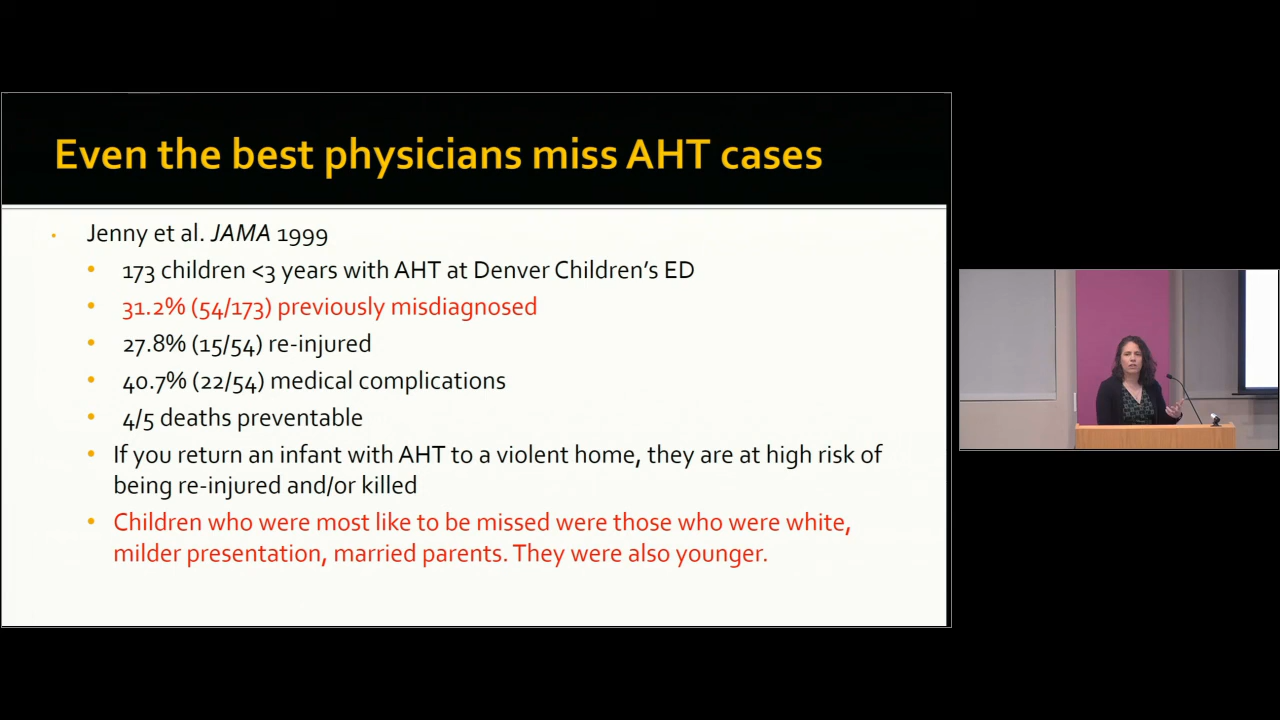 Even the best physicians miss AHT cases
Jenny et al. JAMA 1999
173 children <3 years with AHT at Denver Children's ED
31.2% (54/173) previously misdiagnosed
27.8% (15/54) re-injured
40.7% (22/54) medical complications
4/5 deaths preventable
If you return an infant with AHT to a violent home, they are at high risk of
being re-injured and/or killed
Children who were most like to be missed were those who were white,
milder presentation, married parents. They were also younger.